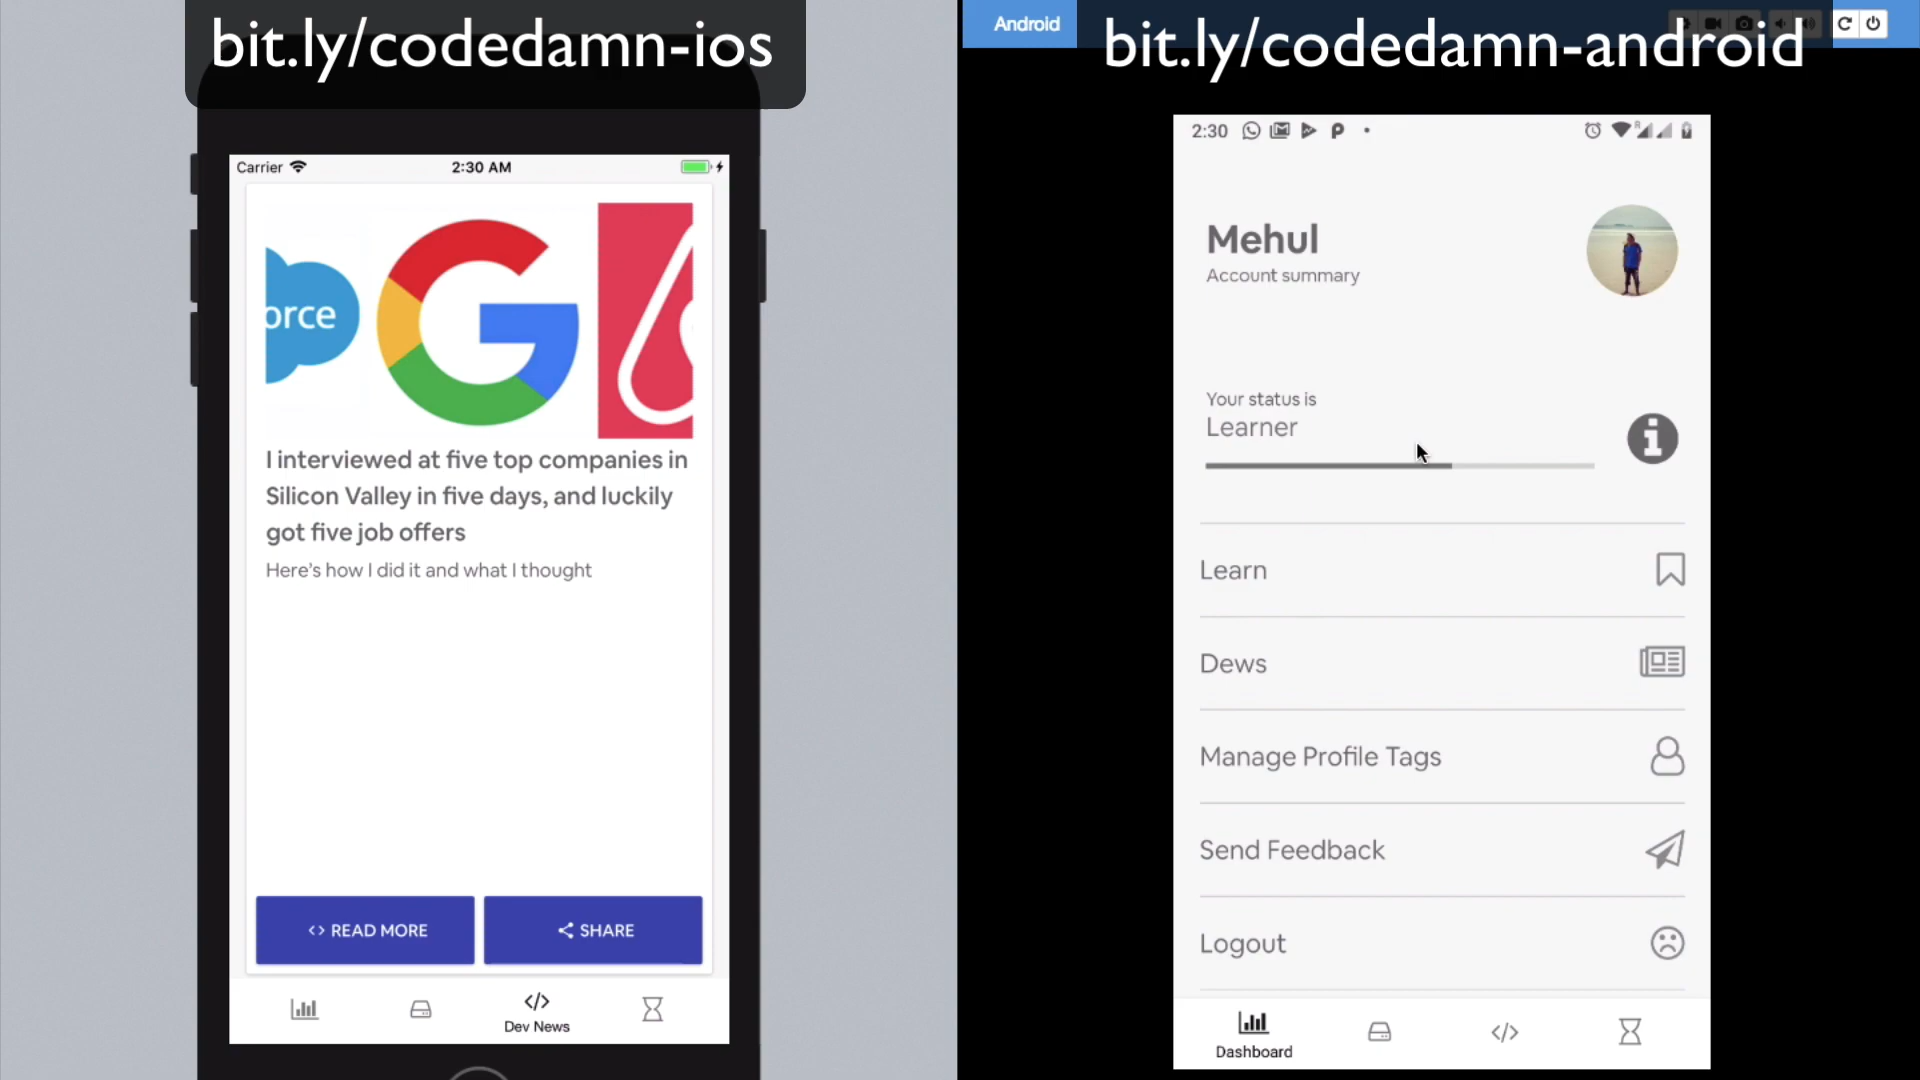 bit.ly/codedamn-ios
Carrier
2:30 AM
orce
I interviewed at five top companies in
Silicon Valley in five days, and luckily
got five job offers
Here's how I did it and what I thought
<> READ MORE
SHARE
</>
Dev News
Android
bit.ly/codedamn-android
2:30
Mehul
Account summary
Your status is
Learner
Learn
Dews
Manage Profile Tags
Send Feedback
Logout
Dashboard
</>